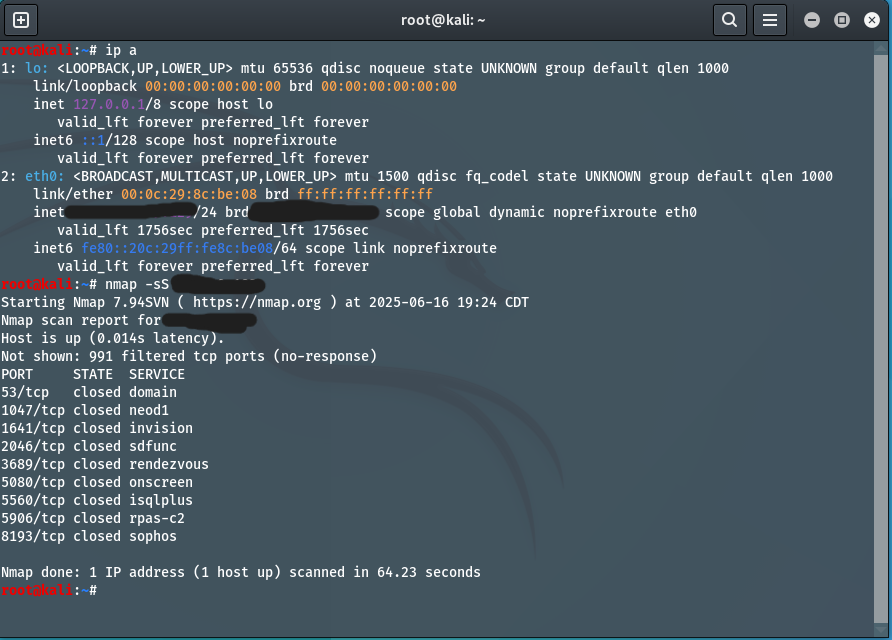 root@kali: ~
root@kali:~# ip a
1: lo: <LOOPBACK,UP,LOWER_UP> mtu 65536 qdisc noqueue state UNKNOWN group default qlen 1000
    link/loopback 00:00:00:00:00:00 brd 00:00:00:00:00:00
    inet 127.0.0.1/8 scope host lo
       valid_lft forever preferred_lft forever
    inet6 ::1/128 scope host noprefixroute
       valid_lft forever preferred_lft forever
2: eth0: <BROADCAST,MULTICAST,UP,LOWER_UP> mtu 1500 qdisc fq_codel state UNKNOWN group default qlen 1000
    link/ether 00:0c:29:8c:be:08 brd ff:ff:ff:ff:ff:ff
    inet /24 brd scope global dynamic noprefixroute eth0
       valid_lft 1756sec preferred_lft 1756sec
    inet6 fe80::20c:29ff:fe8c:be08/64 scope link noprefixroute
       valid_lft forever preferred_lft forever
root@kali:~# nmap -sS
Starting Nmap 7.94SVN ( https://nmap.org ) at 2025-06-16 19:24 CDT
Nmap scan report for
Host is up (0.014s latency).
Not shown: 991 filtered tcp ports (no-response)
PORT     STATE  SERVICE
53/tcp   closed domain
1047/tcp closed neod1
1641/tcp closed invision
2046/tcp closed sdfunc
3689/tcp closed rendezvous
5080/tcp closed onscreen
5560/tcp closed isqlplus
5906/tcp closed rpas-c2
8193/tcp closed sophos

Nmap done: 1 IP address (1 host up) scanned in 64.23 seconds
root@kali:~#